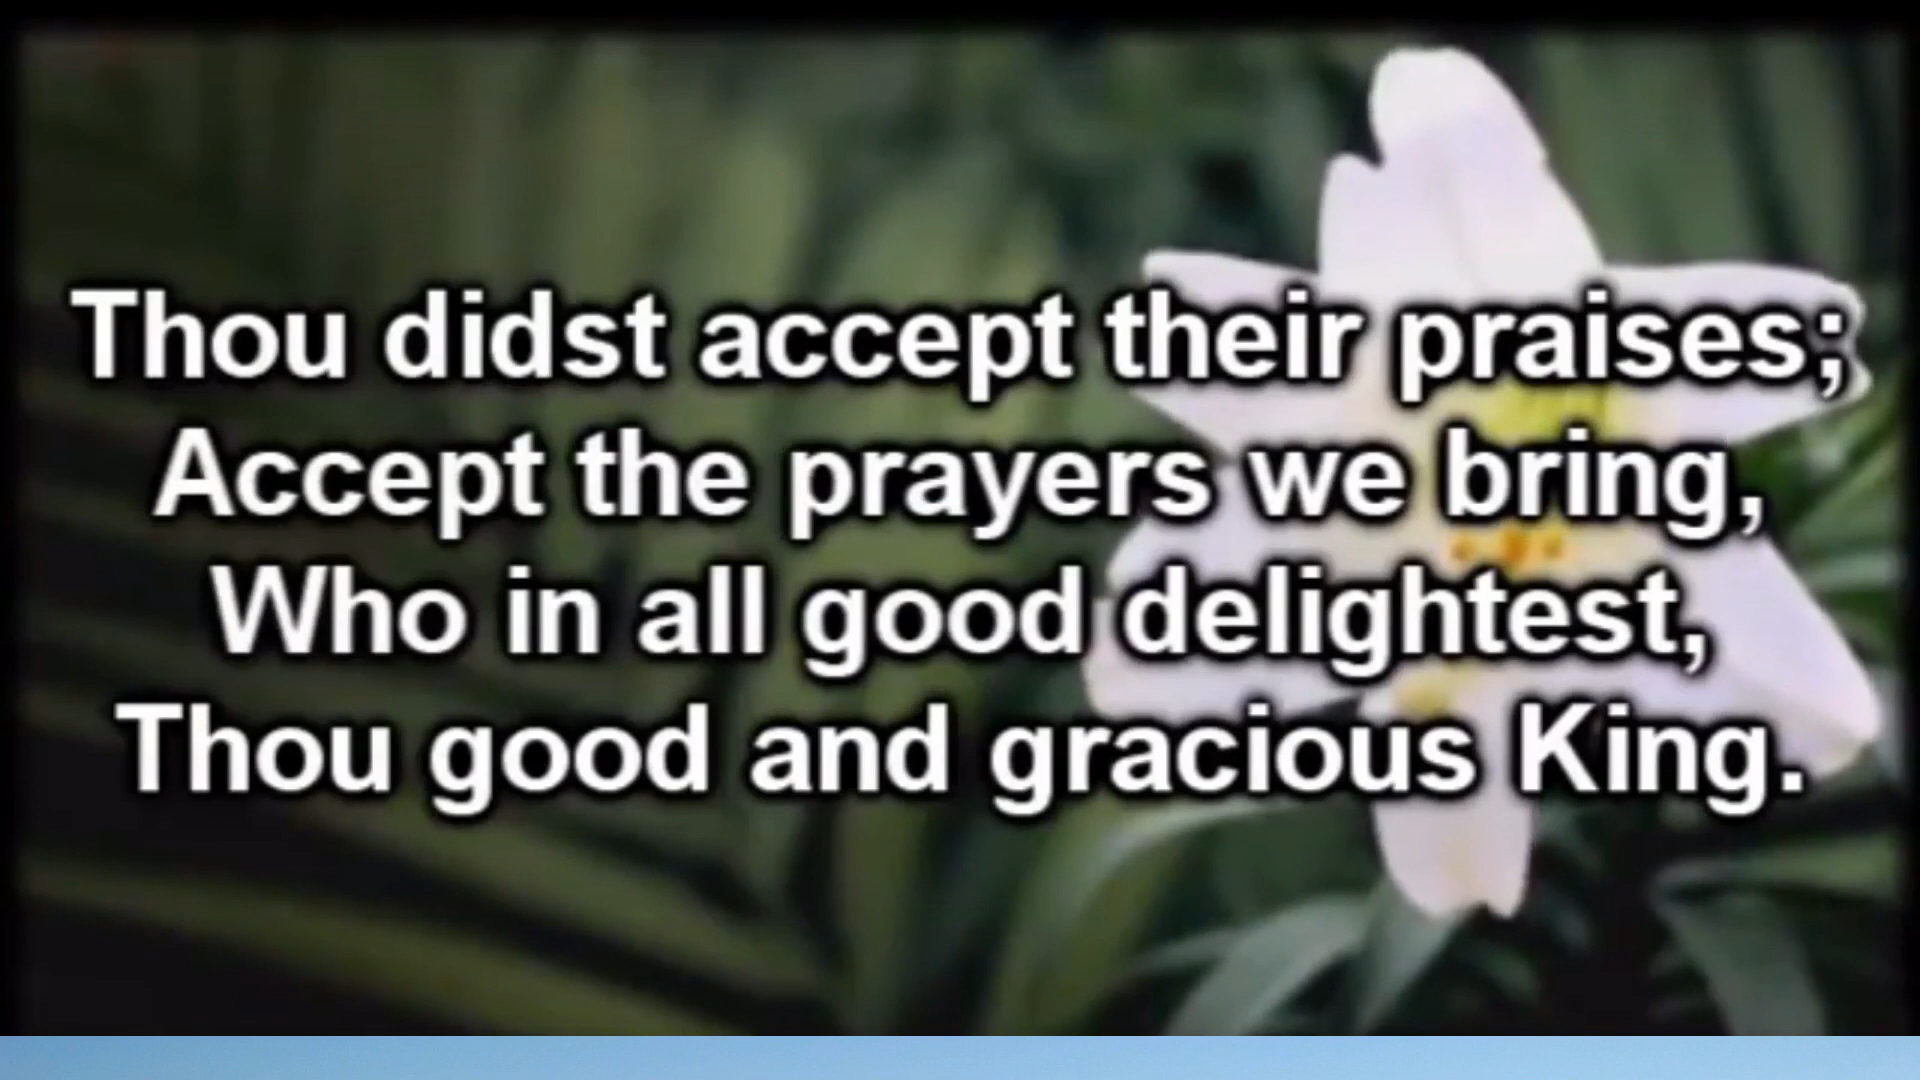 Thou didst accept their praises;
Accept the prayers we bring,
Who in all good delightest,
Thou good and gracious King.